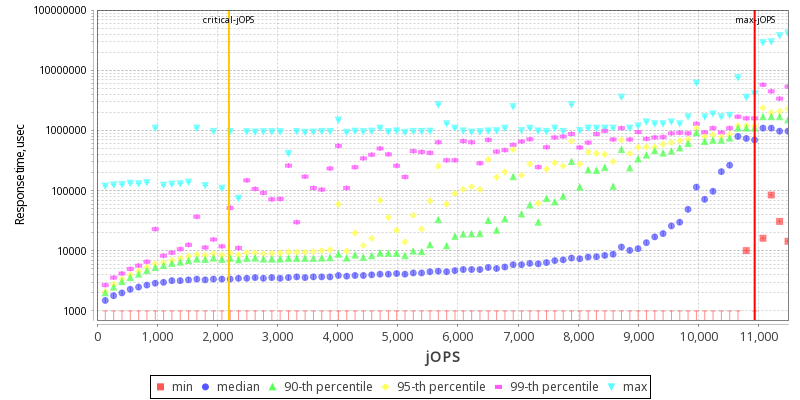 critical-jOPS
max-jOPS
100000000
10000000
1000000
100000
10000
1000
Response time, usec
0
1,000
2,000
3,000
4,000
5,000
6,000
7,000
8,000
9,000
10,000
11,000
jOPS
min
median
90-th percentile
95-th percentile
99-th percentile
max